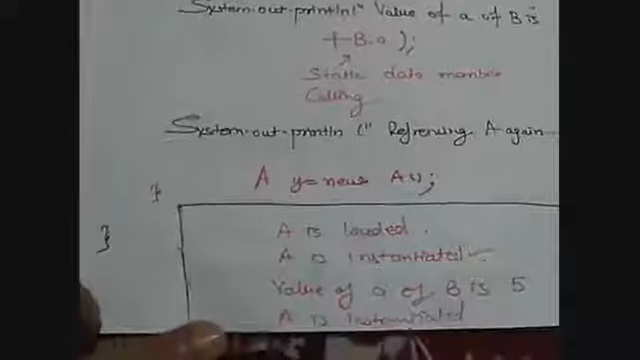 System.out.println(" Value of a of B is
+B.a );
Static data member
Calling
System.out.println (" Referening A again
A y=new A();
}
}
A is loaded.
A is instantiated
Value of a of B is 5
A is instantiated